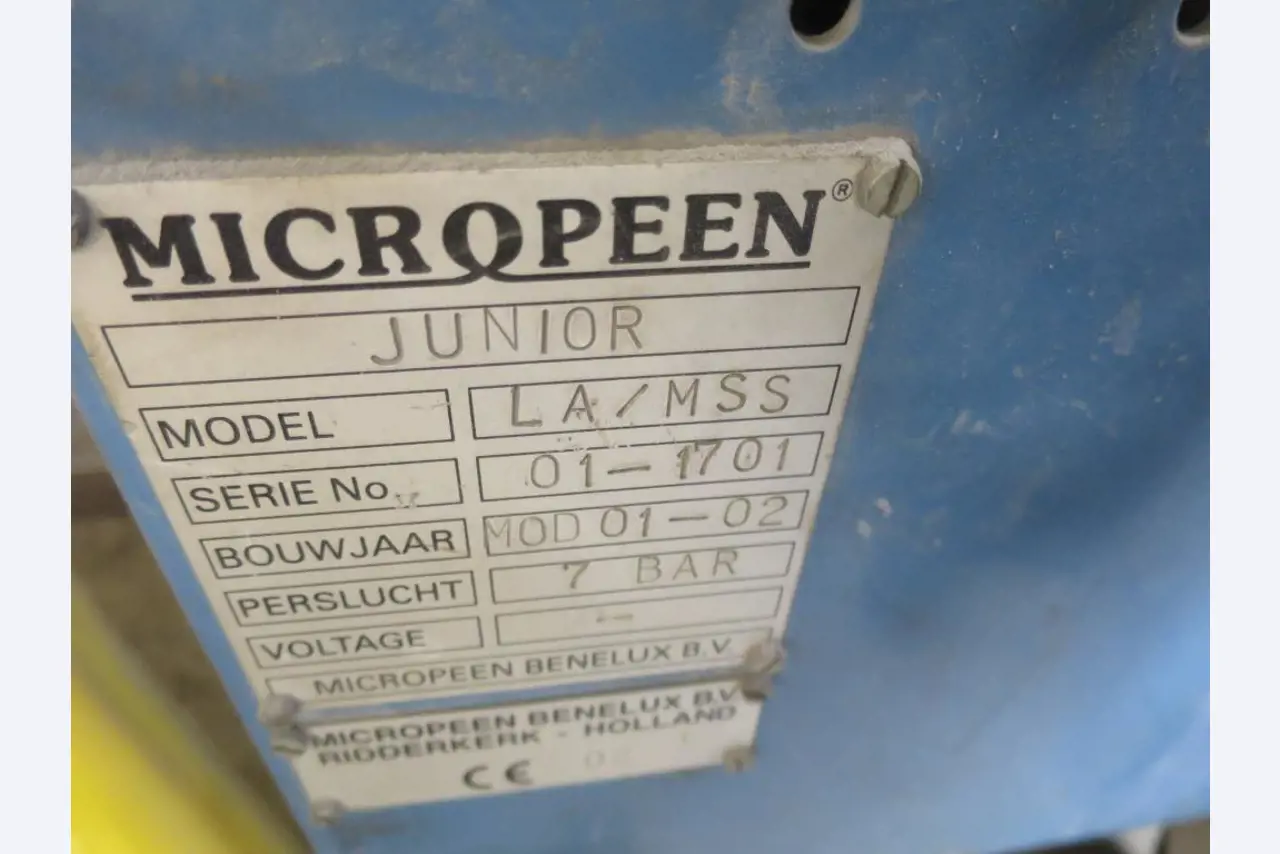 MICROPEEN®
JUNIOR
MODEL LA/MSS
SERIE No. 01-1701
BOUWJAAR MOD 01-02
PERSLUCHT 7 BAR
VOLTAGE -
MICROPEEN BENELUX B.V.
MICROPEEN BENELUX B.V
RIDDERKERK - HOLLAND
CE